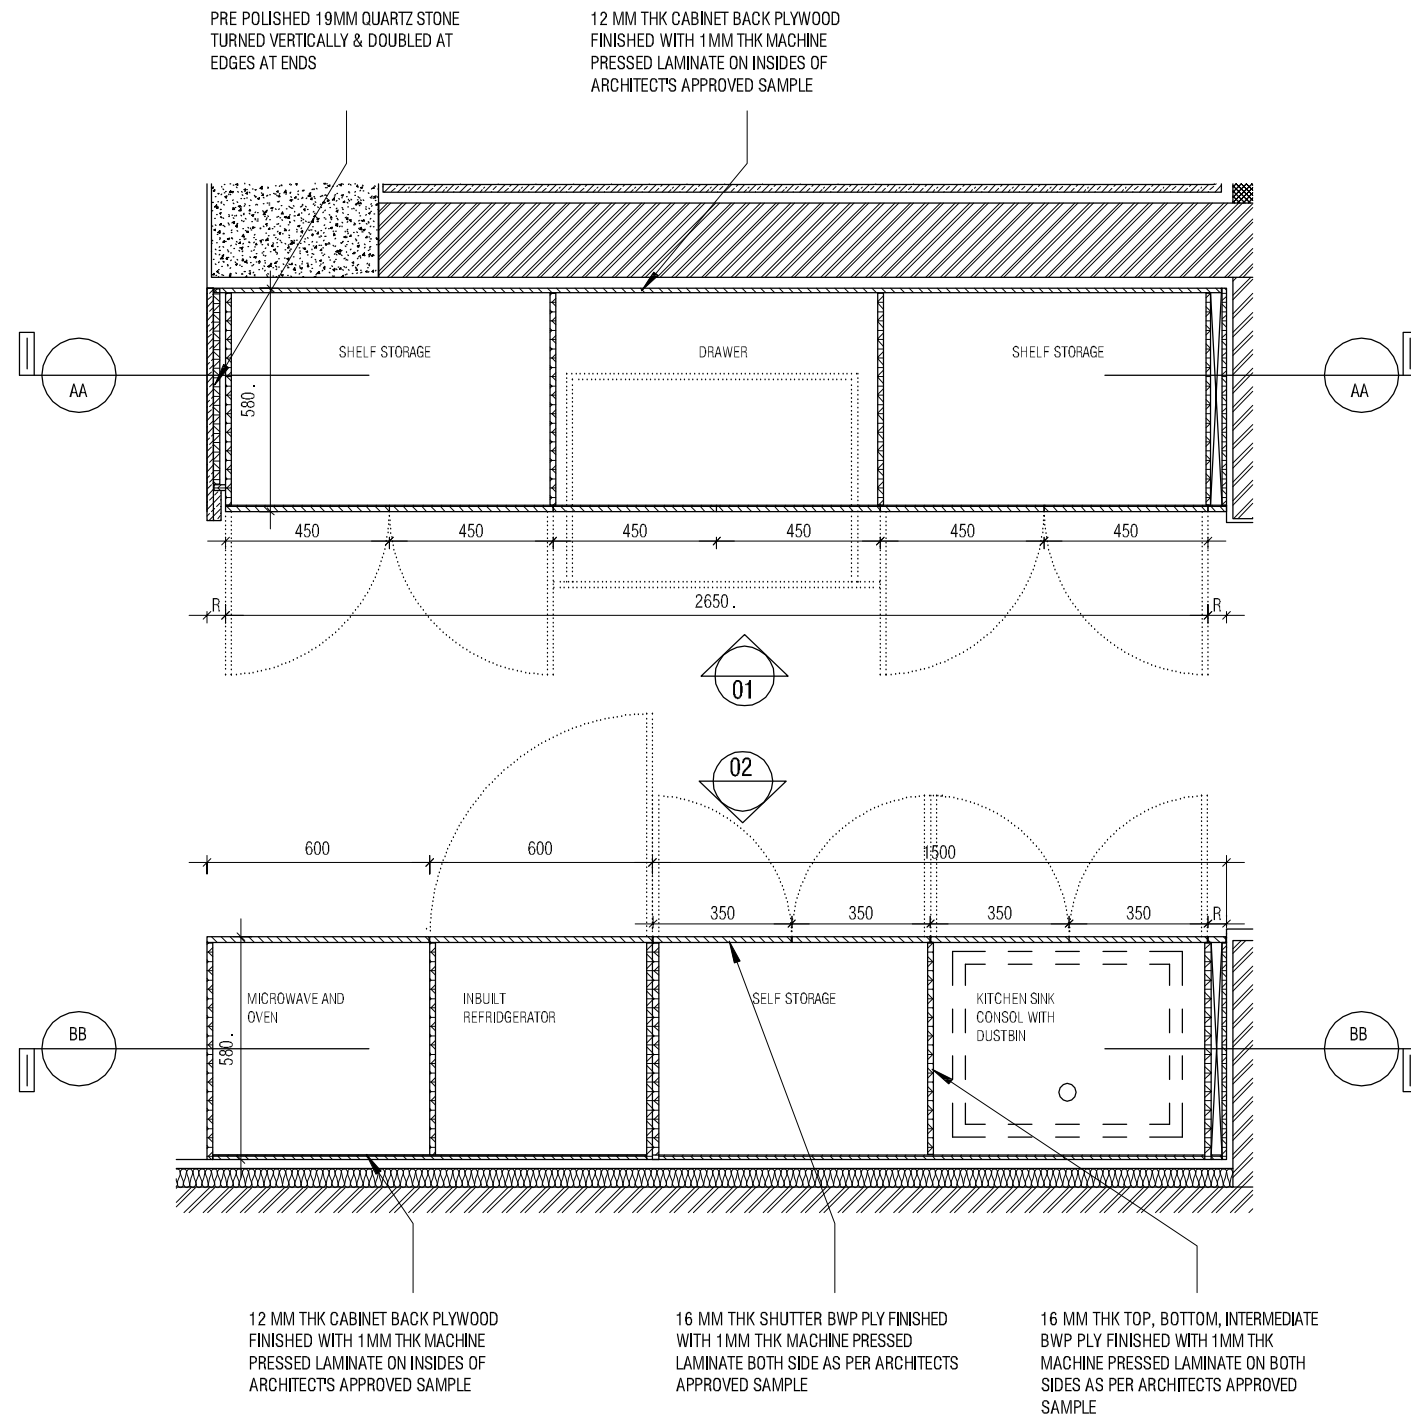 PRE POLISHED 19MM QUARTZ STONE
TURNED VERTICALLY & DOUBLED AT
EDGES AT ENDS
12 MM THK CABINET BACK PLYWOOD
FINISHED WITH 1MM THK MACHINE
PRESSED LAMINATE ON INSIDES OF
ARCHITECT'S APPROVED SAMPLE
SHELF STORAGE
DRAWER
SHELF STORAGE
AA
AA
580.
450
450
450
450
450
450
R
2650.
R
01
02
600
600
1500
350
350
350
350
R
MICROWAVE AND
OVEN
INBUILT
REFRIDGERATOR
SELF STORAGE
KITCHEN SINK
CONSOL WITH
DUSTBIN
BB
BB
580.
12 MM THK CABINET BACK PLYWOOD
FINISHED WITH 1MM THK MACHINE
PRESSED LAMINATE ON INSIDES OF
ARCHITECT'S APPROVED SAMPLE
16 MM THK SHUTTER BWP PLY FINISHED
WITH 1MM THK MACHINE PRESSED
LAMINATE BOTH SIDE AS PER ARCHITECTS
APPROVED SAMPLE
16 MM THK TOP, BOTTOM, INTERMEDIATE
BWP PLY FINISHED WITH 1MM THK
MACHINE PRESSED LAMINATE ON BOTH
SIDES AS PER ARCHITECTS APPROVED
SAMPLE